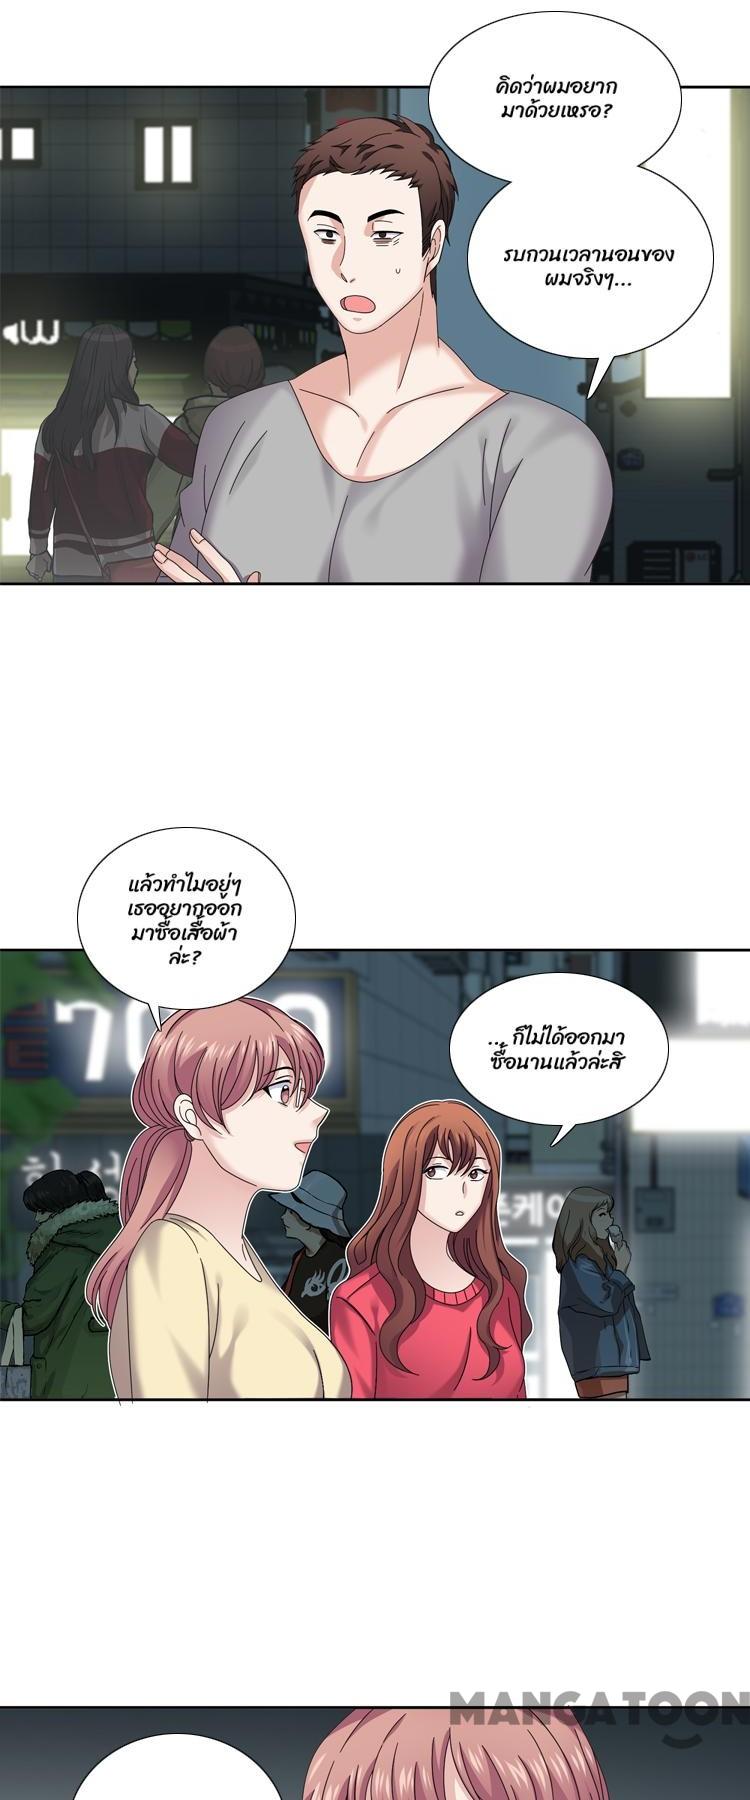 คิดว่าผมอยาก
มาด้วยเหรอ?
รบกวนเวลานอนของ
ผมจริงๆ...
แล้วทำไมอยู่ๆ
เธออยากออก
มาซื้อเสื้อผ้า
ล่ะ?
... ก็ไม่ได้ออกมา
ซื้อนานแล้วล่ะสิ
MANGATOON